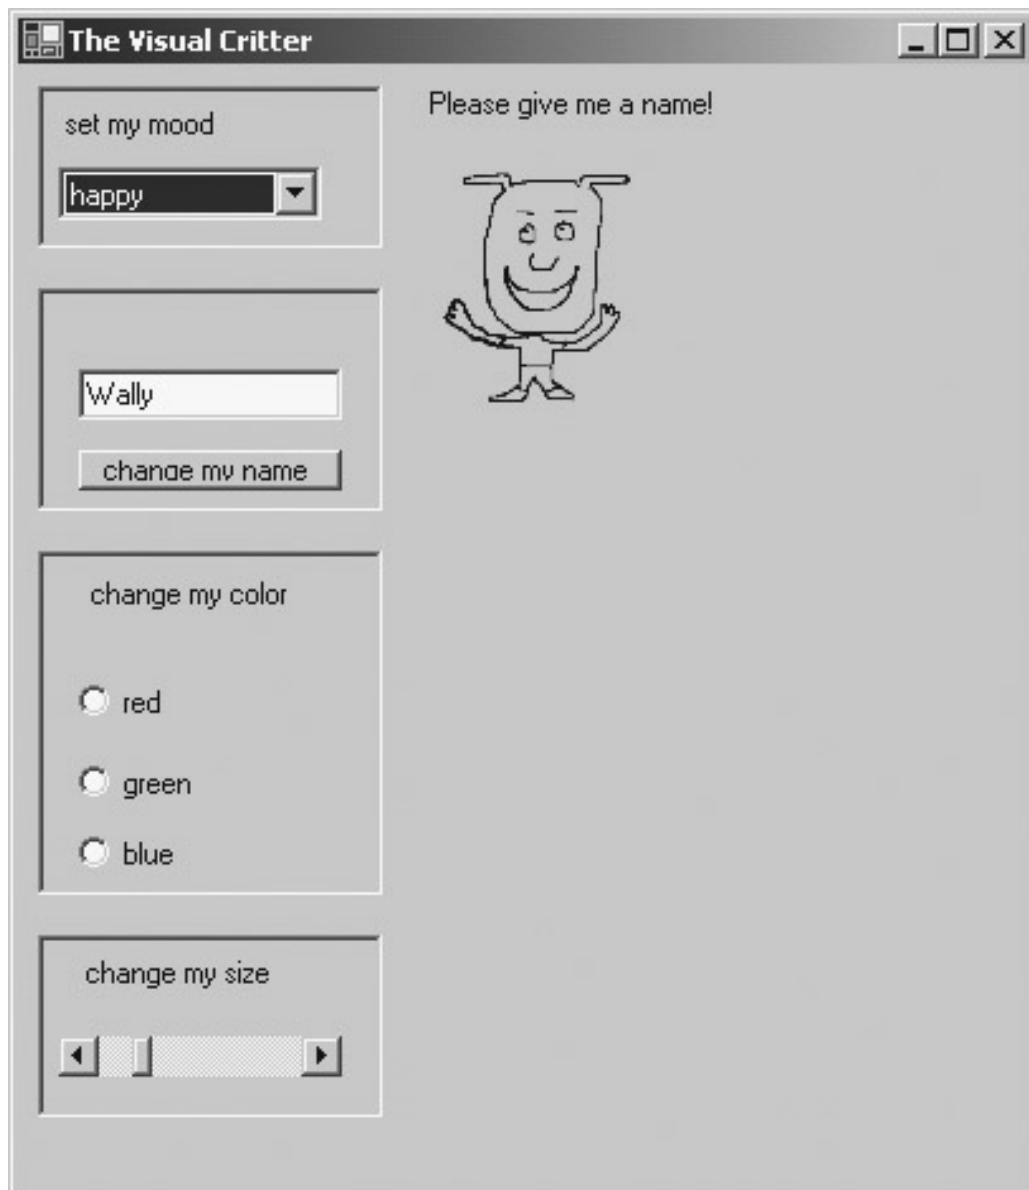 The Visual Critter
set my mood
happy
Please give me a name!
Wally
change my name
change my color
red
green
blue
change my size